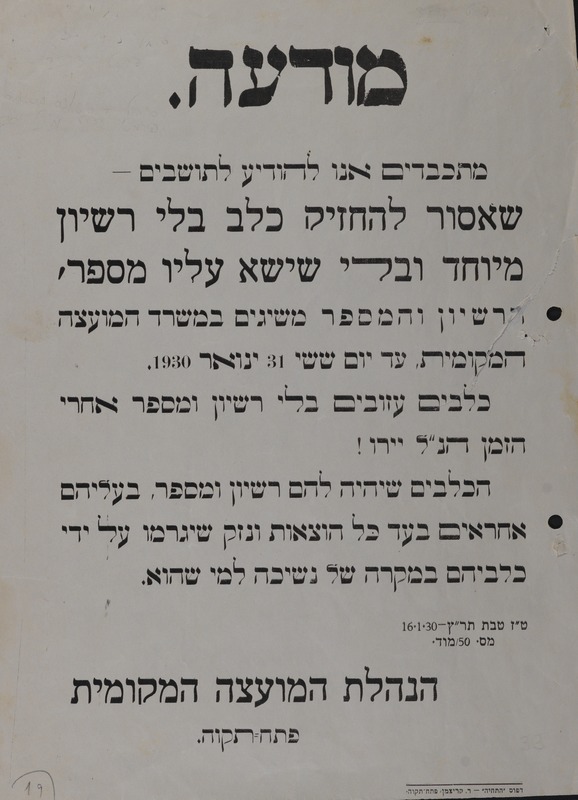 מודעה.
מתכבדים אנו להודיע לתושבים —
שאסור להחזיק כלב בלי רשיון
מיוחד ובלי שישא עליו מספר,
הרשיון והמספר משיגים במשרד המועצה
המקומית, עד יום ששי 31 ינואר 1930.
כלבים עזובים בלי רשיון ומספר אחרי
הזמן הנ"ל יירו!
הכלבים שיהיה להם רשיון ומספר, בעליהם
אחראים בעד כל הוצאות ונזק שיגרמו על ידי
כלביהם במקרה של נשיכה למי שהוא.
ט"ז טבת תר"ץ—16·1·30
מס· 50/מוד·
הנהלת המועצה המקומית
פתח-תקוה.
דפוס — ר. קריצמן· פתח-תקוה·
19